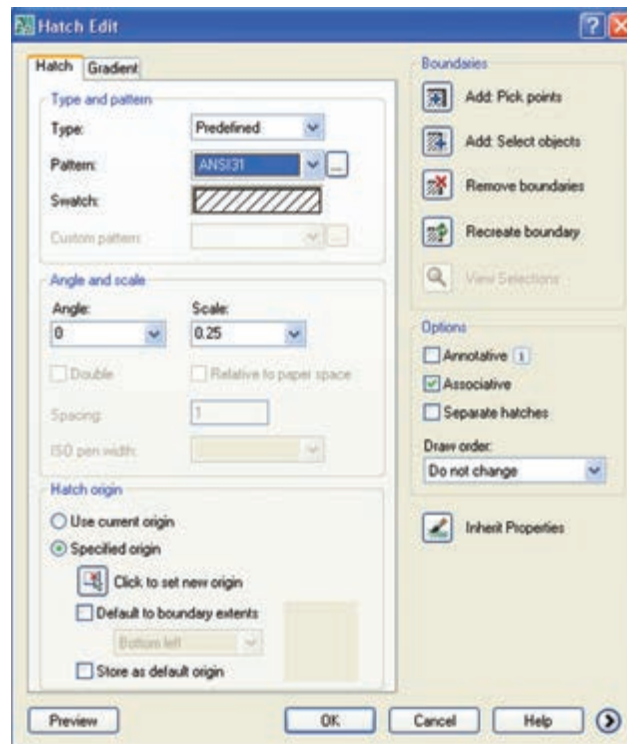 Hatch Edit
Hatch
Gradient
Type and pattern
Type:
Predefined
Pattern:
ANSI31
...
Swatch:
Custom pattern:
...
Angle and scale
Angle:
Scale:
0
0.25
Double
Relative to paper space
Spacing:
1
ISO pen width:
Hatch origin
Use current origin
Specified origin
Click to set new origin
Default to boundary extents
Bottom left
Store as default origin
Boundaries
Add: Pick points
Add: Select objects
Remove boundaries
Recreate boundary
View Selections
Options
Annotative
Associative
Separate hatches
Draw order:
Do not change
Inherit Properties
Preview
OK
Cancel
Help